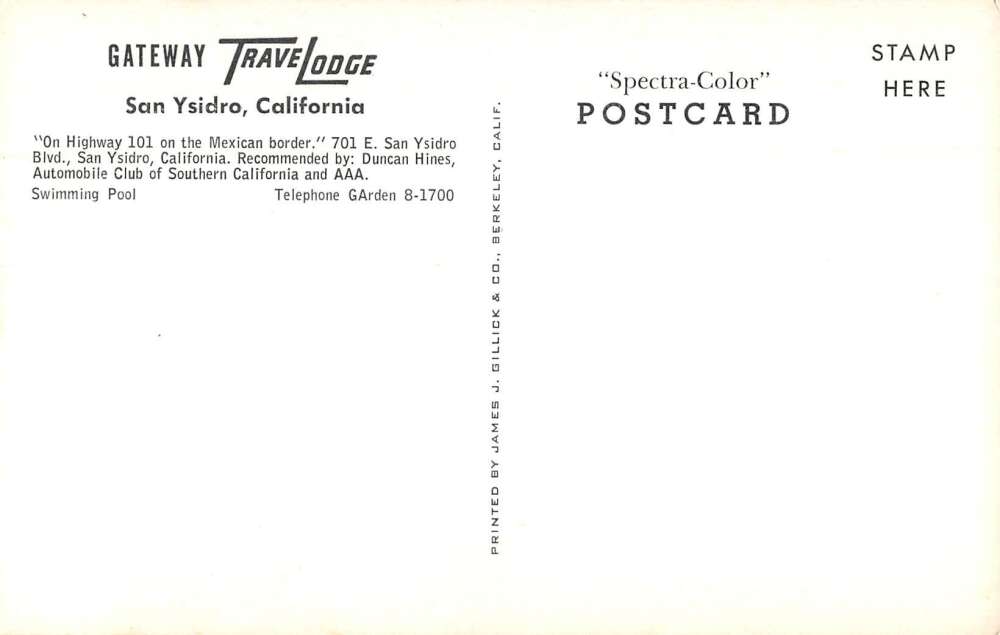 GATEWAY TRAVELODGE
San Ysidro, California
"On Highway 101 on the Mexican border." 701 E. San Ysidro
Blvd., San Ysidro, California. Recommended by: Duncan Hines,
Automobile Club of Southern California and AAA.
Swimming Pool Telephone GArden 8-1700
PRINTED BY JAMES J. GILLICK & CO., BERKELEY, CALIF.
"Spectra-Color"
POSTCARD
STAMP
HERE